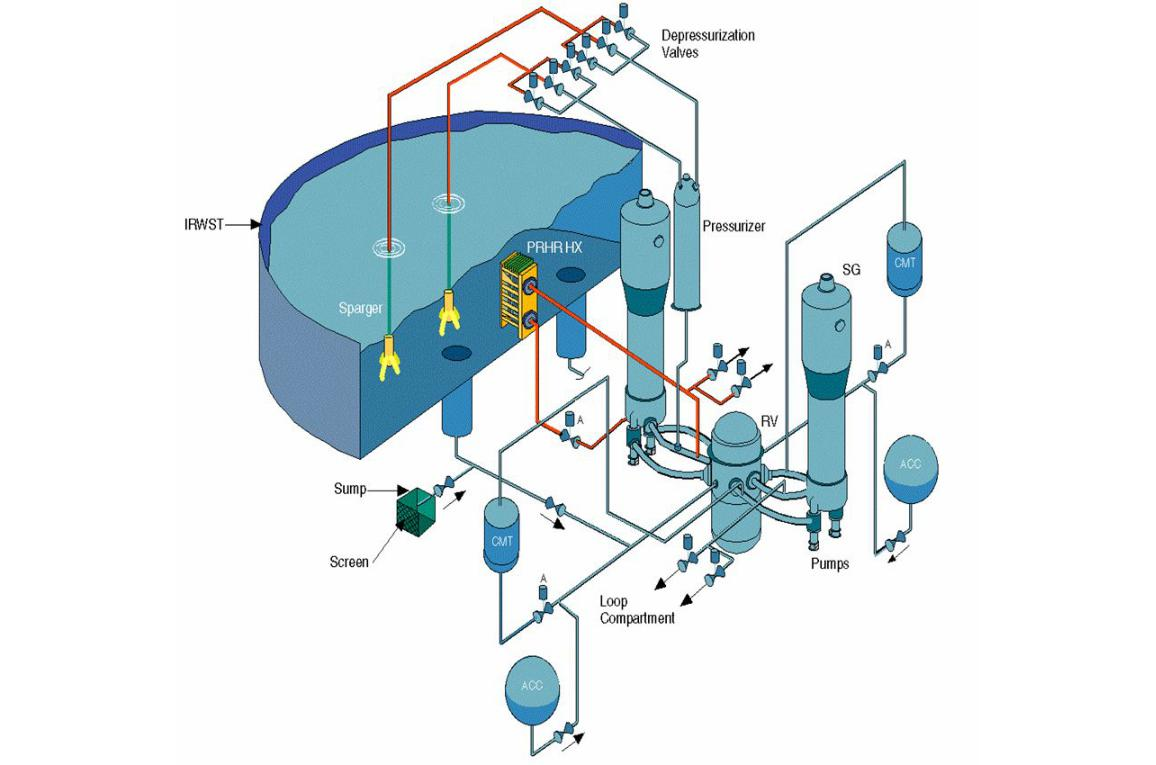 Depressurization
Valves
IRWST
PRHR HX
Pressurizer
SG
CMT
Sparger
A
A
RV
ACC
Sump
CMT
Screen
Pumps
A
Loop
Compartment
ACC